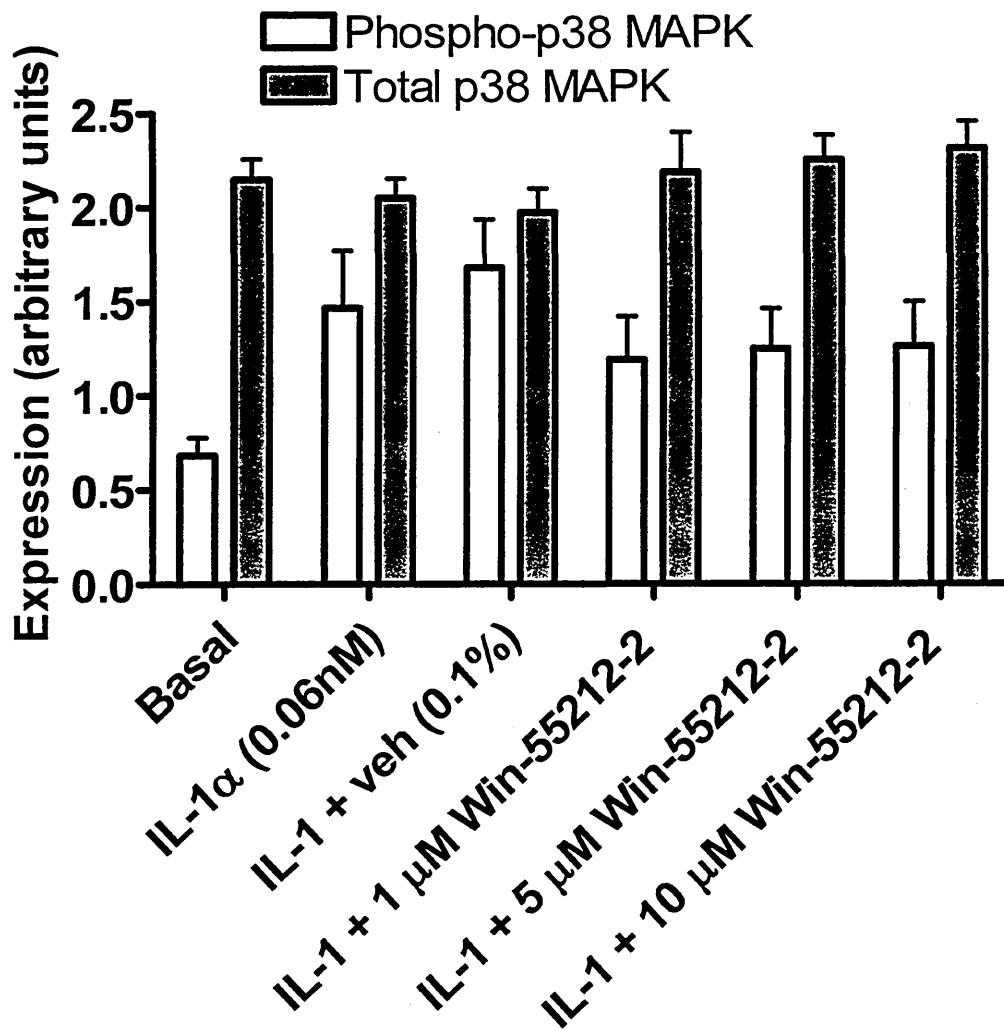 Phospho-p38 MAPK
Total p38 MAPK
Expression (arbitrary units)
2.5
2.0
1.5
1.0
0.5
0.0
Basal
IL-1α (0.06nM)
IL-1 + veh (0.1%)
IL-1 + 1 μM Win-55212-2
IL-1 + 5 μM Win-55212-2
IL-1 + 10 μM Win-55212-2